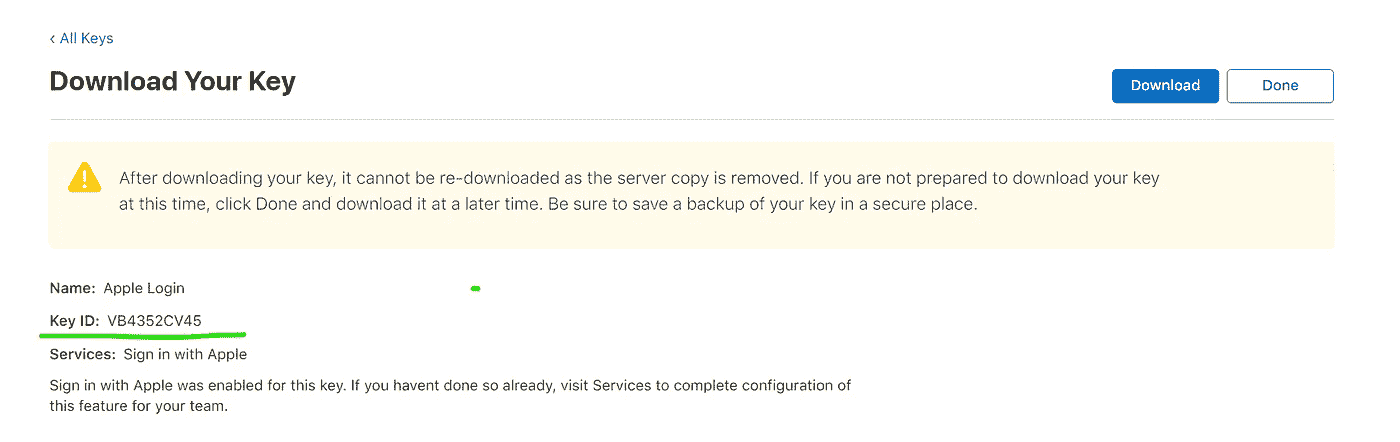 ‹ All Keys
Download Your Key
Download
Done
After downloading your key, it cannot be re-downloaded as the server copy is removed. If you are not prepared to download your key
at this time, click Done and download it at a later time. Be sure to save a backup of your key in a secure place.
Name: Apple Login
Key ID: VB4352CV45
Services: Sign in with Apple
Sign in with Apple was enabled for this key. If you havent done so already, visit Services to complete configuration of
this feature for your team.